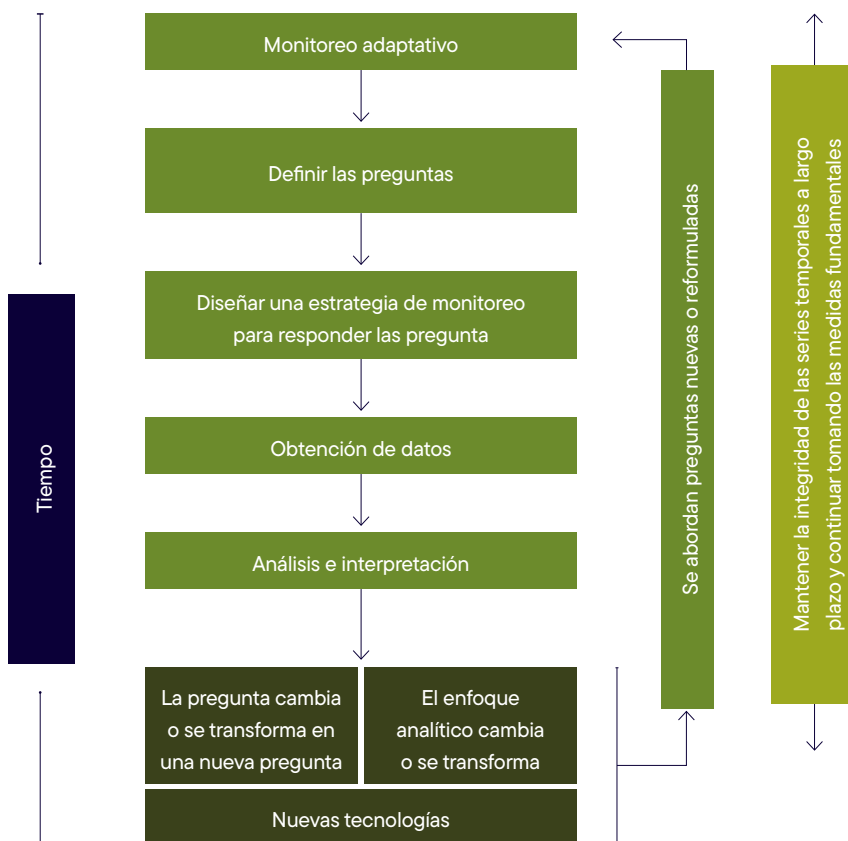 Monitoreo adaptativo
Definir las preguntas
Diseñar una estrategia de monitoreo
para responder las pregunta
Obtención de datos
Análisis e interpretación
La pregunta cambia
o se transforma en
una nueva pregunta
El enfoque
analítico cambia
o se transforma
Nuevas tecnologías
Tiempo
Se abordan preguntas nuevas o reformuladas
Mantener la integridad de las series temporales a largo
plazo y continuar tomando las medidas fundamentales